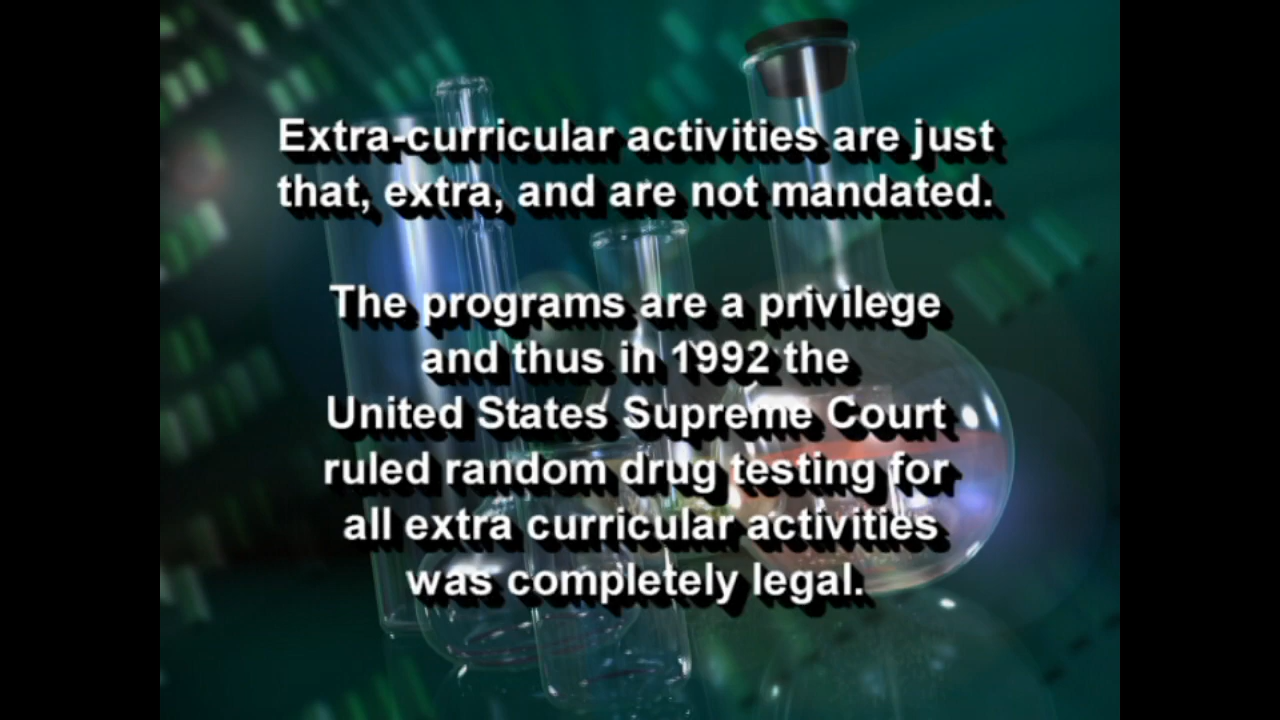 Extra-curricular activities are just
that, extra, and are not mandated.
The programs are a privilege
and thus in 1992 the
United States Supreme Court
ruled random drug testing for
all extra curricular activities
was completely legal.